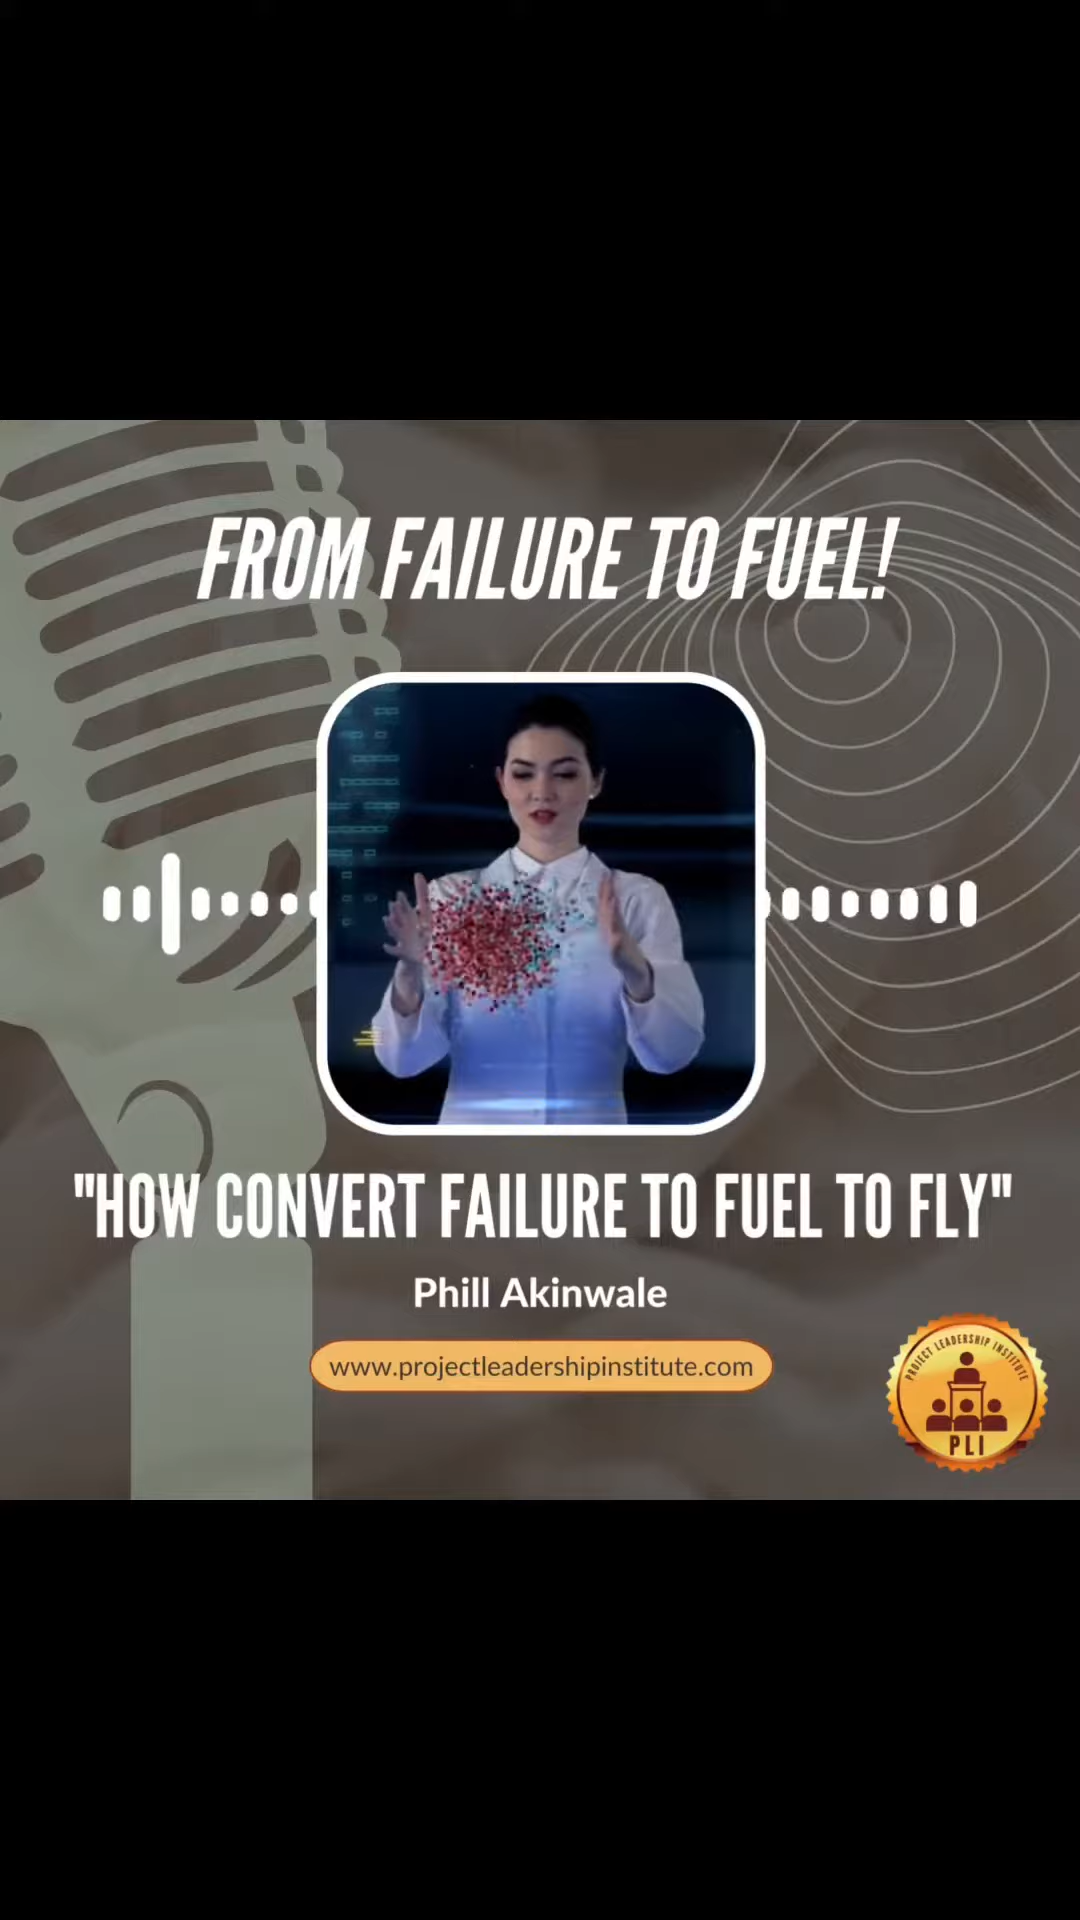 FROM FAILURE TO FUEL!
"HOW CONVERT FAILURE TO FUEL TO FLY"
Phill Akinwale
www.projectleadershipinstitute.com
PROJECT LEADERSHIP INSTITUTE
PLI